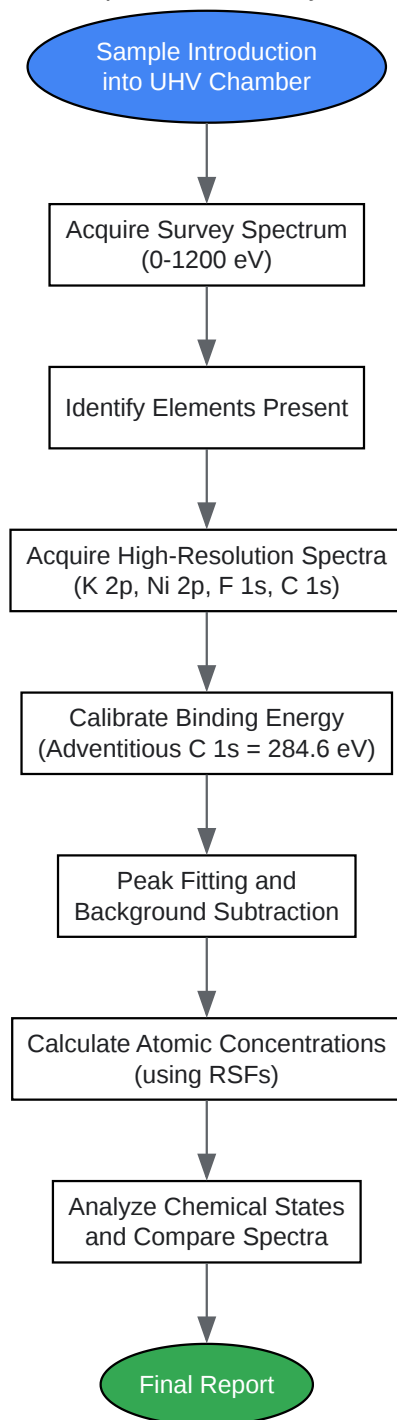 Sample Introduction
into UHV Chamber
Acquire Survey Spectrum
(0-1200 eV)
Identify Elements Present
Acquire High-Resolution Spectra
(K 2p, Ni 2p, F 1s, C 1s)
Calibrate Binding Energy
(Adventitious C 1s = 284.6 eV)
Peak Fitting and
Background Subtraction
Calculate Atomic Concentrations
(using RSFs)
Analyze Chemical States
and Compare Spectra
Final Report